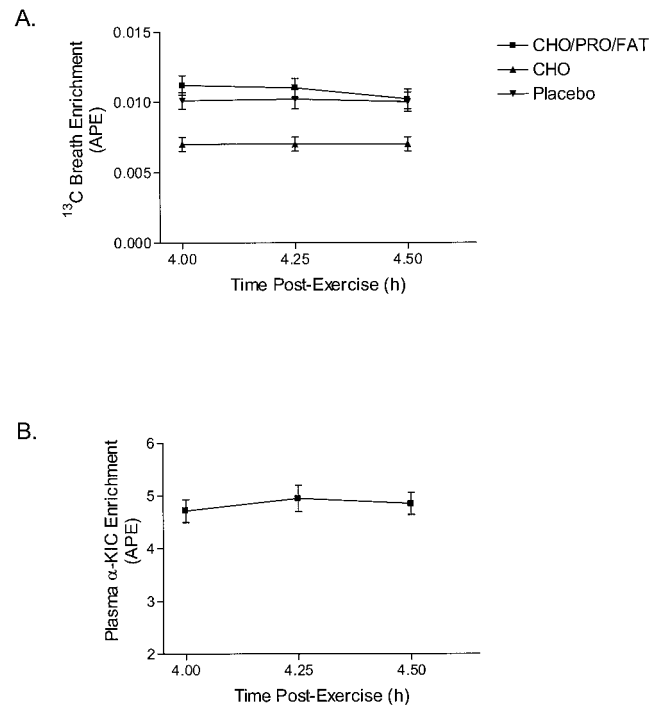 A.
0.015
0.010
0.005
0.000
¹³C Breath Enrichment
(APE)
4.00
4.25
4.50
Time Post-Exercise (h)
CHO/PRO/FAT
CHO
Placebo
B.
6
5
4
3
2
Plasma α-KIC Enrichment
(APE)
4.00
4.25
4.50
Time Post-Exercise (h)